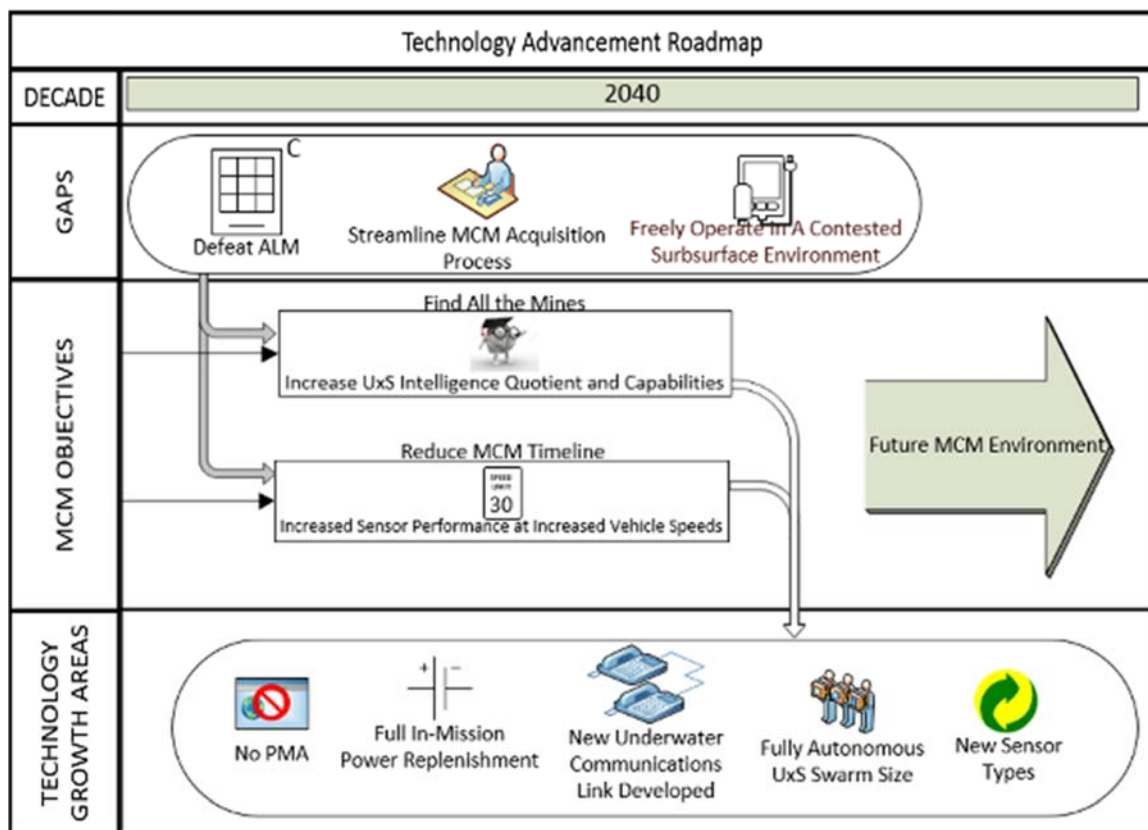 Technology Advancement Roadmap
DECADE
2040
GAPS
C
Defeat ALM
Streamline MCM Acquisition
Process
Freely Operate In A Contested
Surbsurface Environment
MCM OBJECTIVES
Find All the Mines
Increase UxS Intelligence Quotient and Capabilities
Reduce MCM Timeline
SPEED
LIMIT
30
Increased Sensor Performance at Increased Vehicle Speeds
Future MCM Environment
TECHNOLOGY
GROWTH AREAS
+ −
No PMA
Full In-Mission
Power Replenishment
New Underwater
Communications
Link Developed
Fully Autonomous
UxS Swarm Size
New Sensor
Types